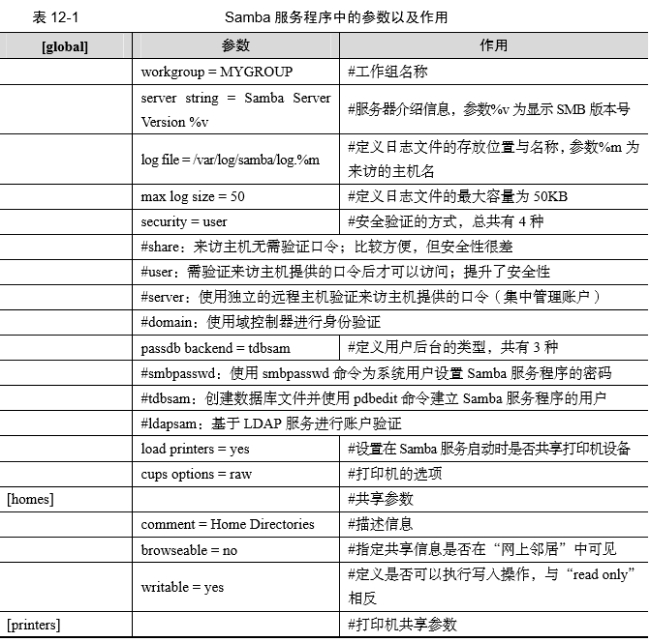 表 12-1 Samba 服务程序中的参数以及作用
[global] 参数 作用
workgroup = MYGROUP #工作组名称
server string = Samba Server
Version %v
#服务器介绍信息，参数%v 为显示 SMB 版本号
log file = /var/log/samba/log.%m
#定义日志文件的存放位置与名称，参数%m 为
来访的主机名
max log size = 50 #定义日志文件的最大容量为 50KB
security = user #安全验证的方式，总共有 4 种
#share：来访主机无需验证口令；比较方便，但安全性很差
#user：需验证来访主机提供的口令后才可以访问；提升了安全性
#server：使用独立的远程主机验证来访主机提供的口令（集中管理账户）
#domain：使用域控制器进行身份验证
passdb backend = tdbsam #定义用户后台的类型，共有 3 种
#smbpasswd：使用 smbpasswd 命令为系统用户设置 Samba 服务程序的密码
#tdbsam：创建数据库文件并使用 pdbedit 命令建立 Samba 服务程序的用户
#ldapsam：基于 LDAP 服务进行账户验证
load printers = yes #设置在 Samba 服务启动时是否共享打印机设备
cups options = raw #打印机的选项
[homes] #共享参数
comment = Home Directories #描述信息
browseable = no #指定共享信息是否在“网上邻居”中可见
writable = yes
#定义是否可以执行写入操作，与“read only”
相反
[printers] #打印机共享参数